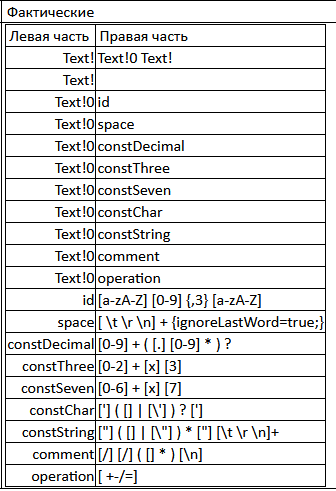 Фактические
Левая часть Правая часть
Text! Text!0 Text!
Text!
Text!0 id
Text!0 space
Text!0 constDecimal
Text!0 constThree
Text!0 constSeven
Text!0 constChar
Text!0 constString
Text!0 comment
Text!0 operation
id [a-zA-Z] [0-9] {,3} [a-zA-Z]
space [ \t \r \n] + {ignoreLastWord=true;}
constDecimal [0-9] + ( [.] [0-9] * ) ?
constThree [0-2] + [x] [3]
constSeven [0-6] + [x] [7]
constChar ['] ( [] | [\'] ) ? [']
constString ["] ( [] | [\"] ) * ["] [\t \r \n]+
comment [/] [/] ( [] * ) [\n]
operation [ +-/=]